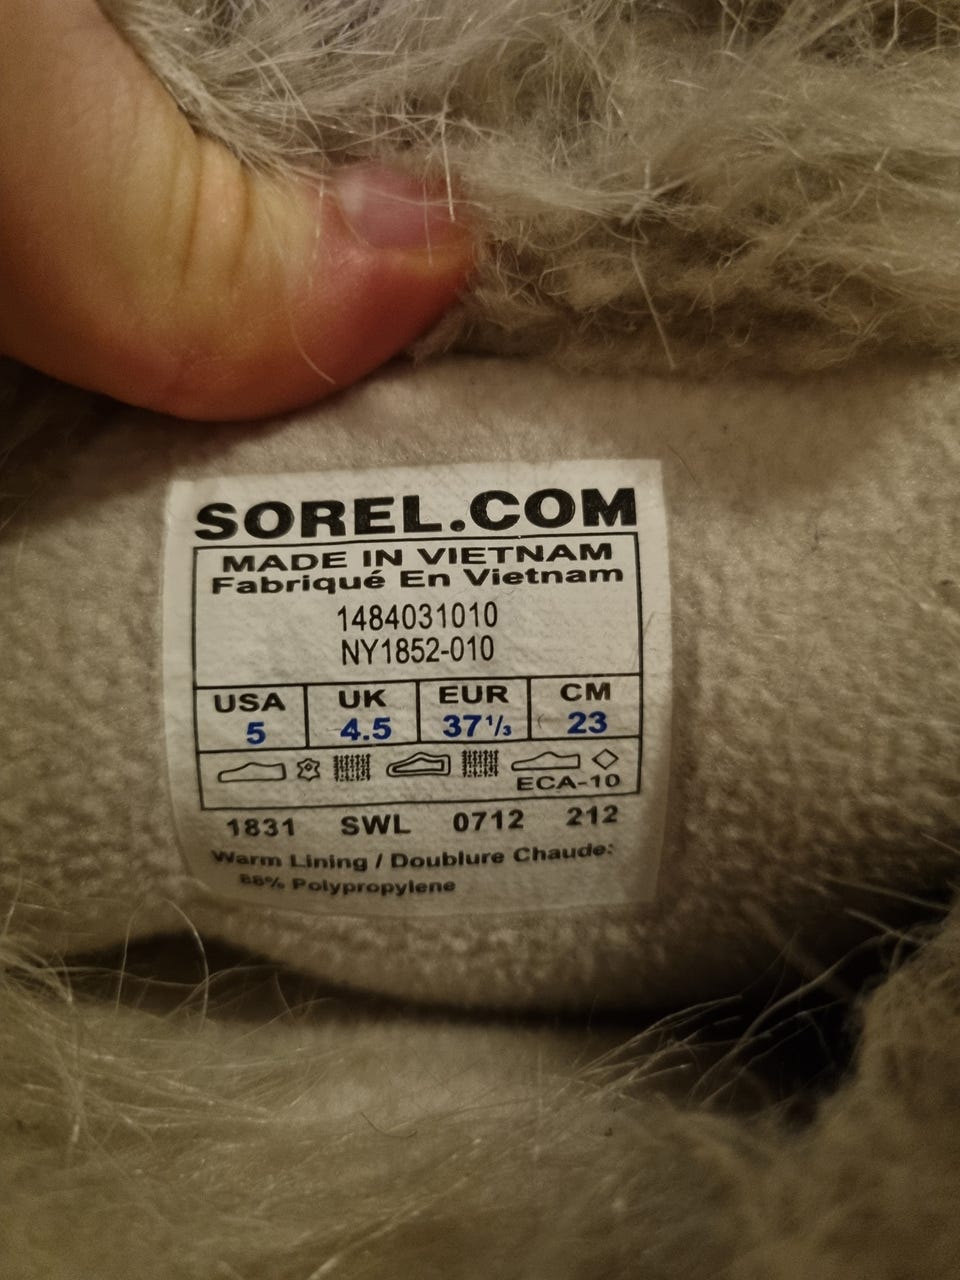 SOREL.COM
MADE IN VIETNAM
Fabriqué En Vietnam
1484031010
NY1852-010
USA UK EUR CM
5 4.5 37⅓ 23
ECA-10
1831 SWL 0712 212
Warm Lining / Doublure Chaude:
Polypropylene